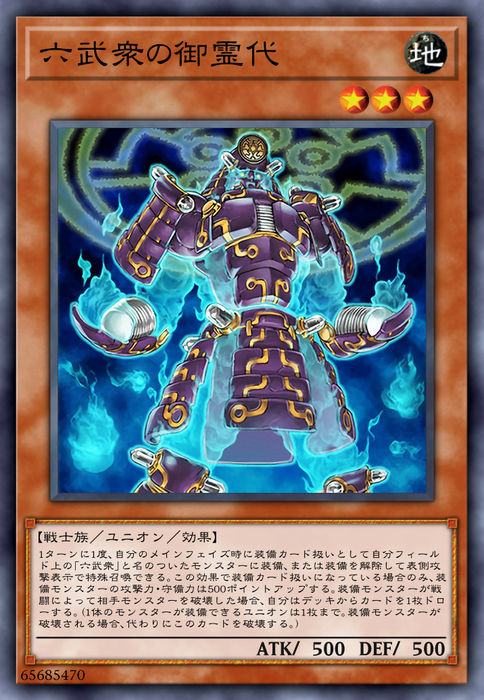 六武衆の御霊代
ち
地
【戦士族／ユニオン／効果】
1ターンに1度、自分のメインフェイズ時に装備カード扱いとして自分フィール
ド上の「六武衆」と名のついたモンスターに装備、または装備を解除して表側攻
撃表示で特殊召喚できる。この効果で装備カード扱いになっている場合のみ、装
備モンスターの攻撃力・守備力は500ポイントアップする。装備モンスターが戦
闘によって相手モンスターを破壊した場合、自分はデッキからカードを1枚ドロ
ーする。（1体のモンスターが装備できるユニオンは1枚まで。装備モンスターが
破壊される場合、代わりにこのカードを破壊する。）
ATK/ 500 DEF/ 500
65685470